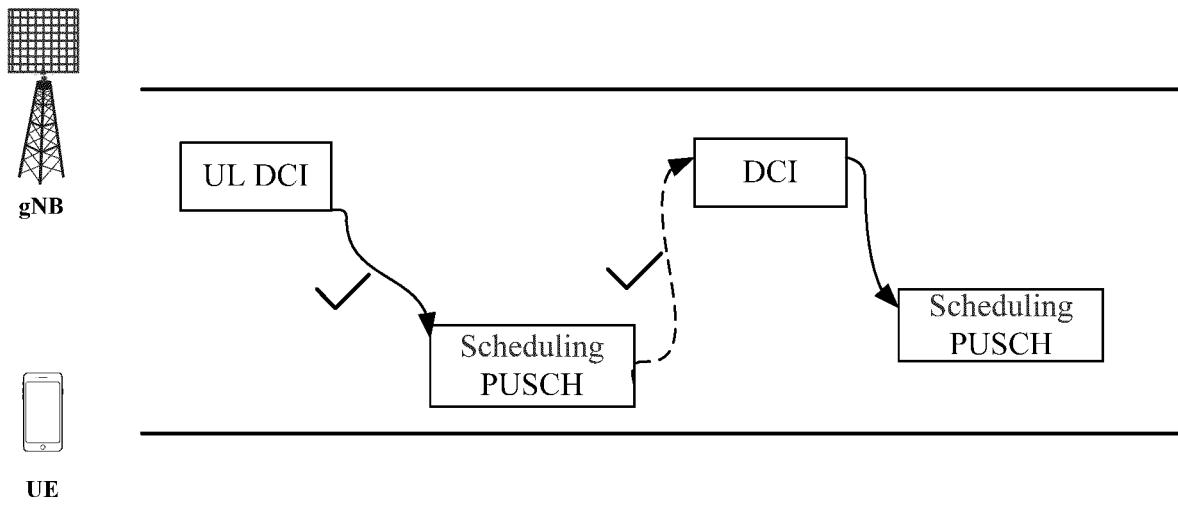 gNB
UL DCI
DCI
Scheduling
PUSCH
Scheduling
PUSCH
UE